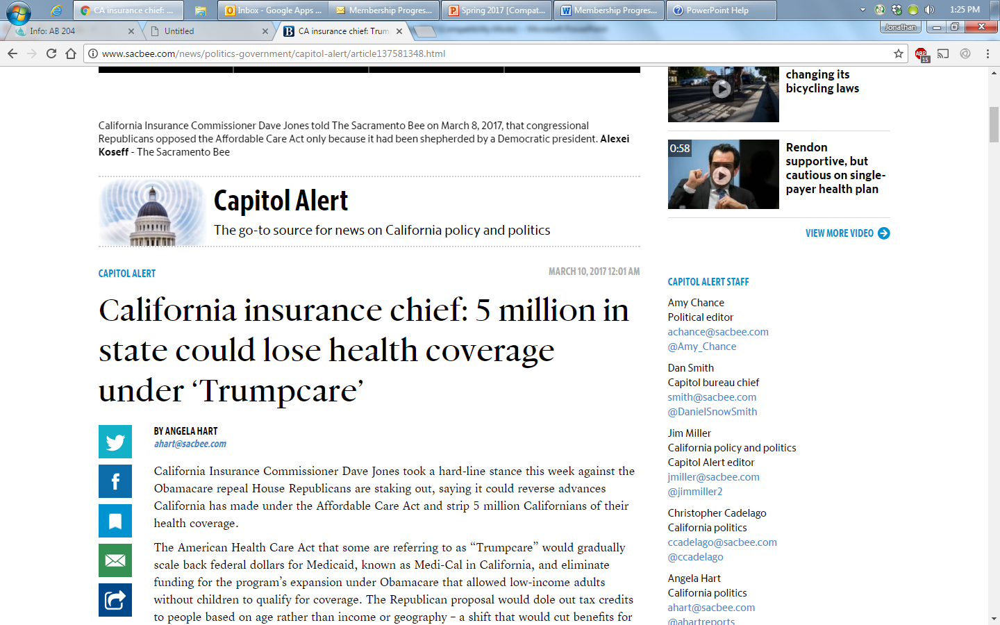 CA insurance chief: ...
Inbox - Google Apps ...
Membership Progres...
Spring 2017 [Compat...
Membership Progres...
PowerPoint Help
1:25 PM
Info: AB 204
Untitled
CA insurance chief: Trum
Jonathan
www.sacbee.com/news/politics-government/capitol-alert/article137581348.html
ABP
15
changing its
bicycling laws
California Insurance Commissioner Dave Jones told The Sacramento Bee on March 8, 2017, that congressional
Republicans opposed the Affordable Care Act only because it had been shepherded by a Democratic president. Alexei
Koseff - The Sacramento Bee
0:58
Rendon
supportive, but
cautious on single-
payer health plan
VIEW MORE VIDEO
Capitol Alert
The go-to source for news on California policy and politics
CAPITOL ALERT
MARCH 10, 2017 12:01 AM
California insurance chief: 5 million in
state could lose health coverage
under ‘Trumpcare’
BY ANGELA HART
ahart@sacbee.com
California Insurance Commissioner Dave Jones took a hard-line stance this week against the
Obamacare repeal House Republicans are staking out, saying it could reverse advances
California has made under the Affordable Care Act and strip 5 million Californians of their
health coverage.
The American Health Care Act that some are referring to as “Trumpcare” would gradually
scale back federal dollars for Medicaid, known as Medi-Cal in California, and eliminate
funding for the program’s expansion under Obamacare that allowed low-income adults
without children to qualify for coverage. The Republican proposal would dole out tax credits
to people based on age rather than income or geography – a shift that would cut benefits for
CAPITOL ALERT STAFF
Amy Chance
Political editor
achance@sacbee.com
@Amy_Chance
Dan Smith
Capitol bureau chief
smith@sacbee.com
@DanielSnowSmith
Jim Miller
California policy and politics
Capitol Alert editor
jmiller@sacbee.com
@jimmiller2
Christopher Cadelago
California politics
ccadelago@sacbee.com
@ccadelago
Angela Hart
California politics
ahart@sacbee.com
@ahartreports